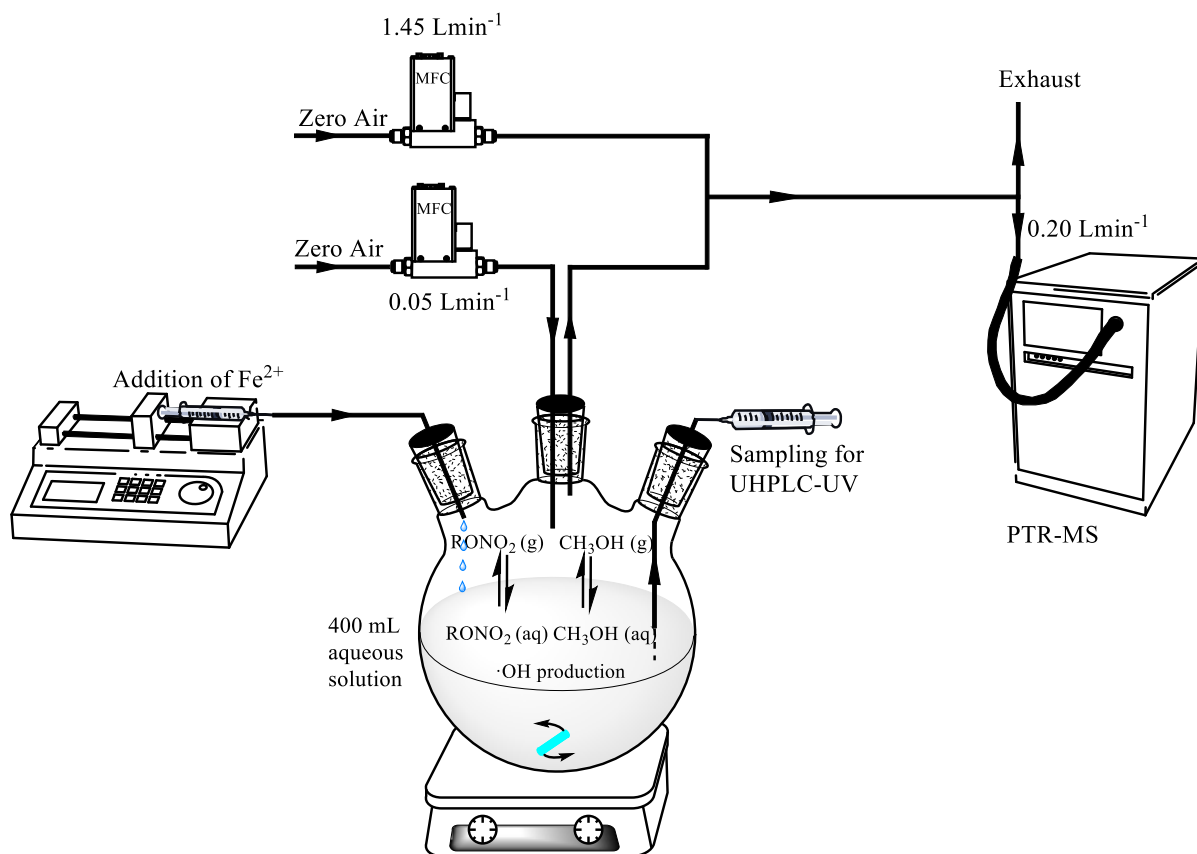 1.45 Lmin⁻¹
MFC
Zero Air
Exhaust
MFC
Zero Air
0.05 Lmin⁻¹
0.20 Lmin⁻¹
Addition of Fe²⁺
Sampling for
UHPLC-UV
PTR-MS
RONO₂ (g) CH₃OH (g)
400 mL
aqueous
solution
RONO₂ (aq) CH₃OH (aq)
·OH production